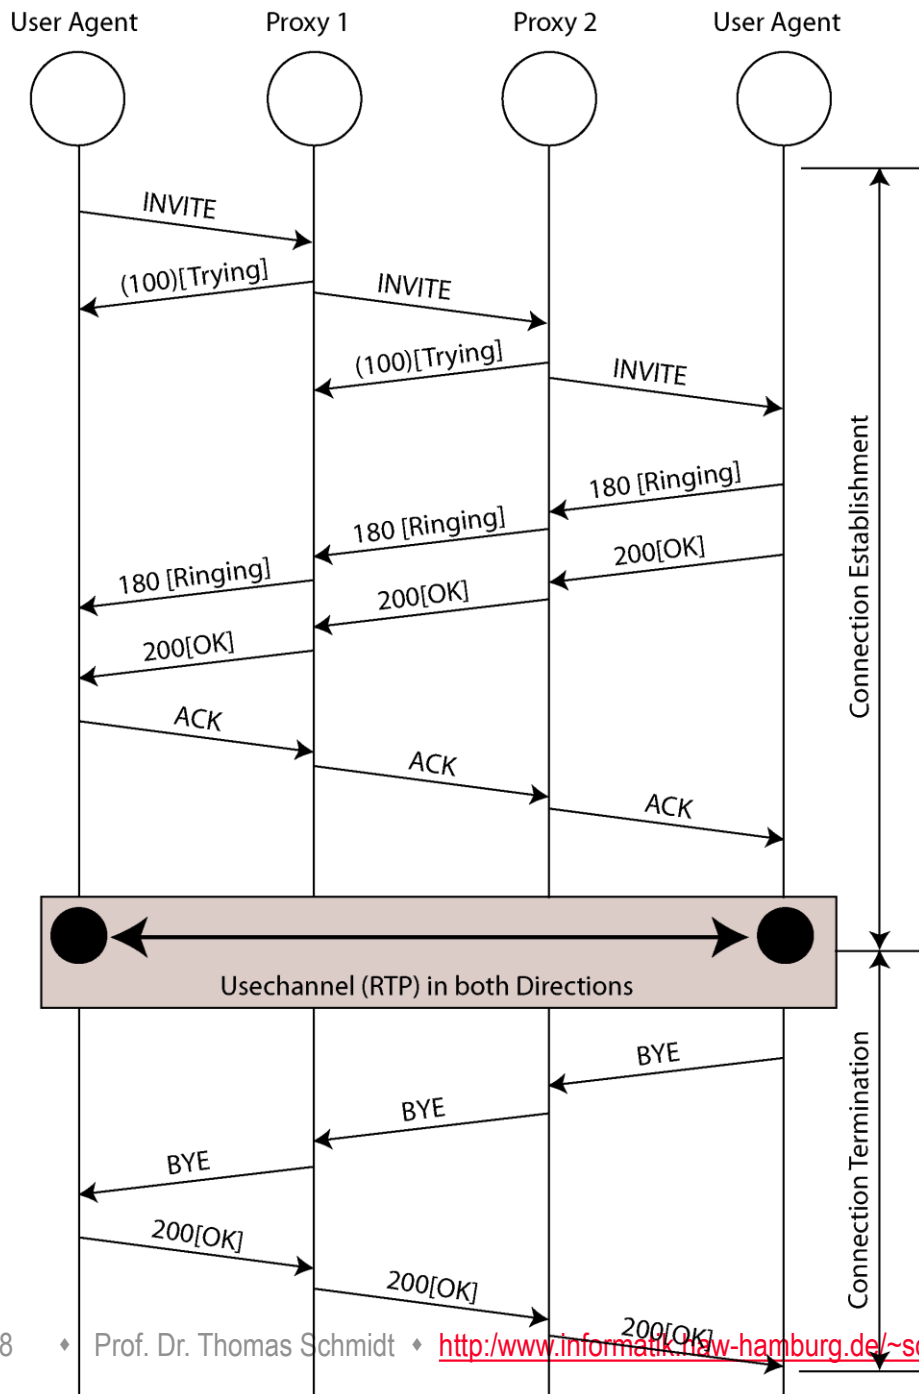 User Agent
Proxy 1
Proxy 2
User Agent
INVITE
(100)[Trying]
INVITE
(100)[Trying]
INVITE
180 [Ringing]
180 [Ringing]
200[OK]
180 [Ringing]
200[OK]
200[OK]
ACK
ACK
ACK
Connection Establishment
Usechannel (RTP) in both Directions
BYE
BYE
BYE
200[OK]
200[OK]
200[OK]
Connection Termination
8 ♦ Prof. Dr. Thomas Schmidt ♦ http:/www.informatik.haw-hamburg.de/~sc